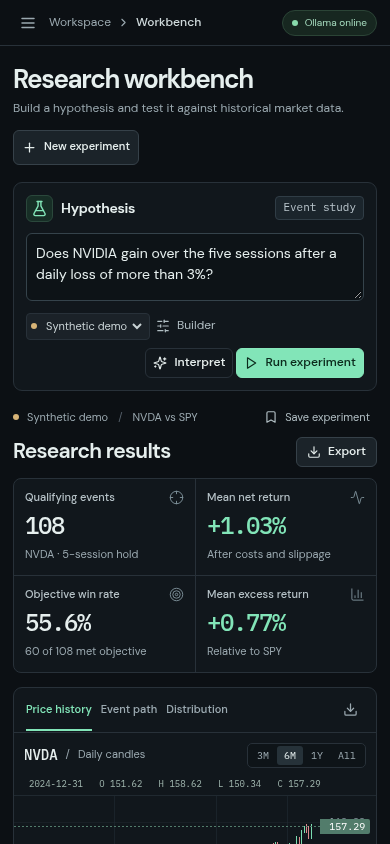 Workspace > Workbench
Ollama online
Research workbench
Build a hypothesis and test it against historical market data.
+ New experiment
Hypothesis
Event study
Does NVIDIA gain over the five sessions after a
daily loss of more than 3%?
Synthetic demo
Builder
Interpret
Run experiment
Synthetic demo / NVDA vs SPY
Save experiment
Research results
Export
Qualifying events
108
NVDA · 5-session hold
Mean net return
+1.03%
After costs and slippage
Objective win rate
55.6%
60 of 108 met objective
Mean excess return
+0.77%
Relative to SPY
Price history Event path Distribution
NVDA / Daily candles
3M 6M 1Y All
2024-12-31 O 151.62 H 158.62 L 150.34 C 157.29
157.29